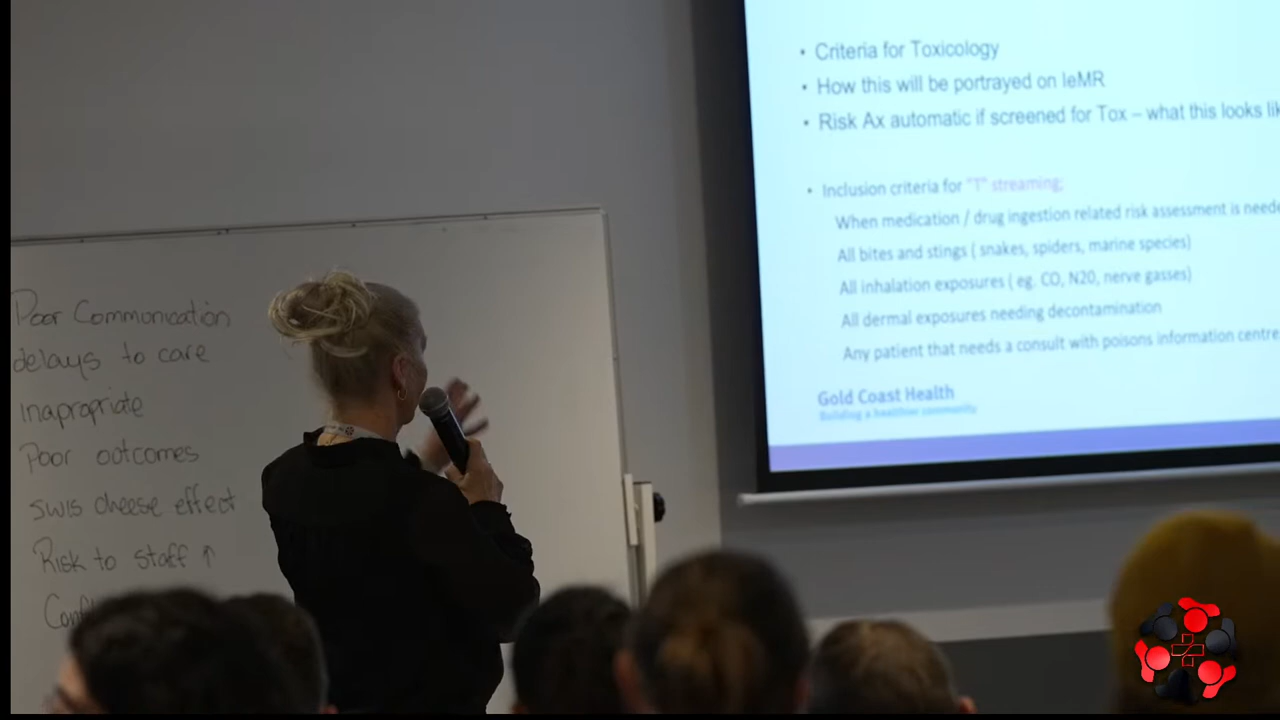 Poor Communication
delays to care
Inapropriate
Poor outcomes
swis cheese effect
Risk to staff ↑
• Criteria for Toxicology
• How this will be portrayed on IeMR
• Risk Ax automatic if screened for Tox – what this looks
• Inclusion criteria for "T" streaming;
When medication / drug ingestion related risk assessment is
All bites and stings ( snakes, spiders, marine species)
All inhalation exposures ( eg. CO, N20, nerve gasses)
All dermal exposures needing decontamination
Any patient that needs a consult with poisons information centre
Gold Coast Health
Building a healthier community